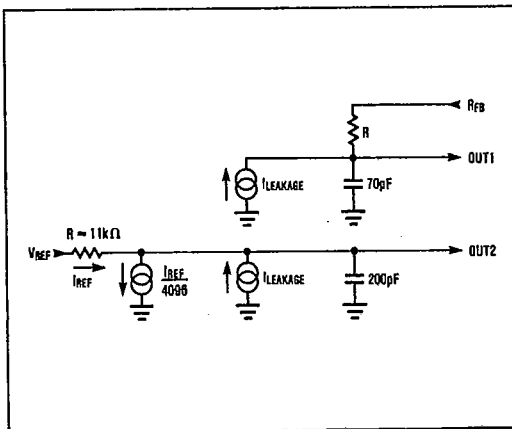 RFB
R
OUT1
ILEAKAGE
70pF
R ≈ 11kΩ
VREF
OUT2
IREF
IREF
4096
ILEAKAGE
200pF